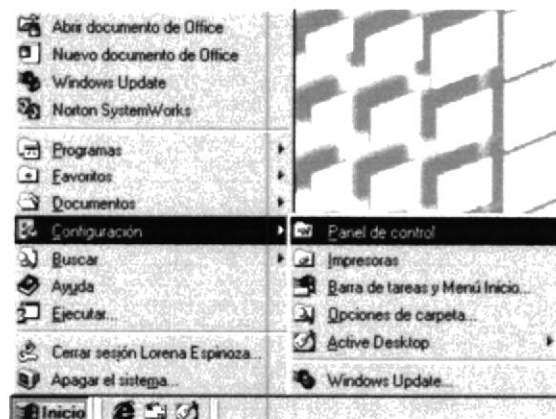 Abrir documento de Office
Nuevo documento de Office
Windows Update
Norton SystemWorks
Programas
Favoritos
Documentos
Configuración
Buscar
Ayuda
Ejecutar...
Cerrar sesión Lorena Espinoza...
Apagar el sistema...
Panel de control
Impresoras
Barra de tareas y Menú Inicio...
Opciones de carpeta...
Active Desktop
Windows Update...
Inicio